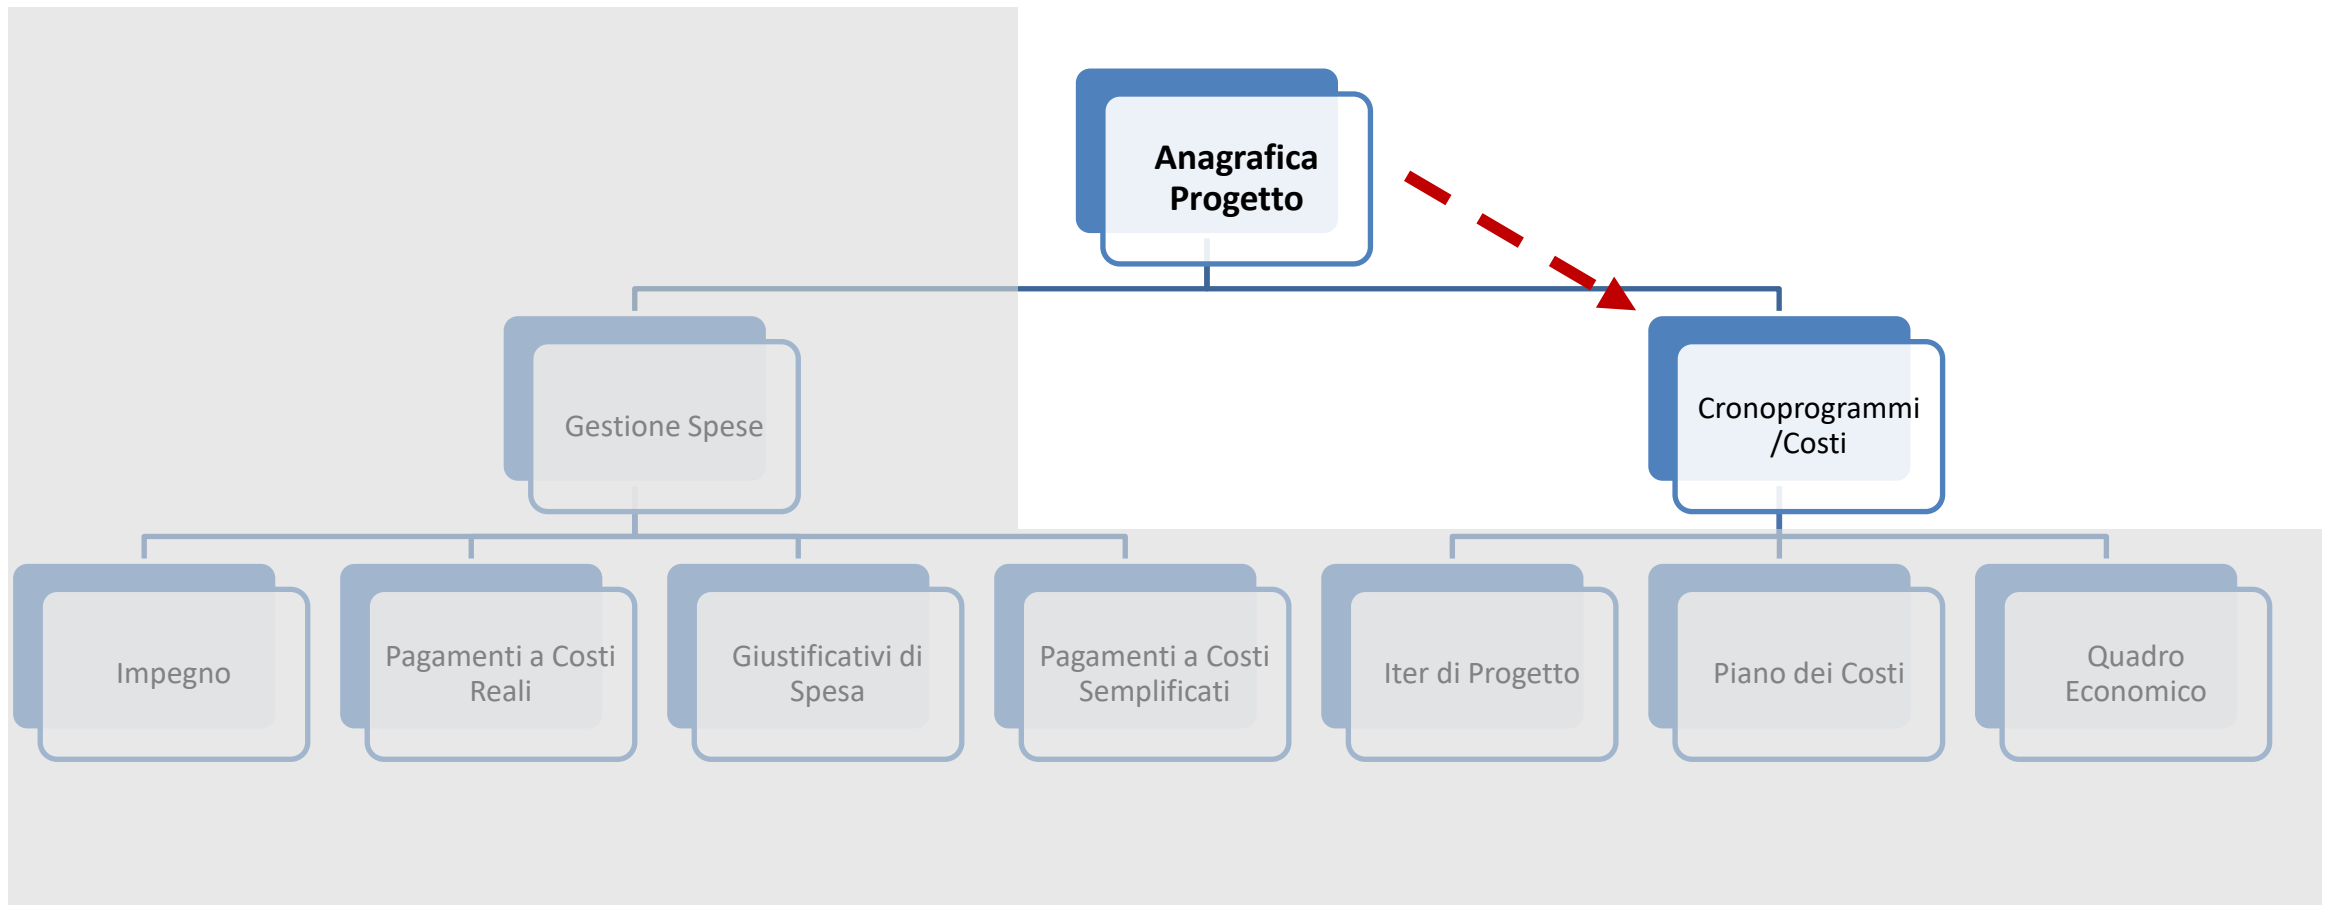 Anagrafica
Progetto
Gestione Spese
Cronoprogrammi
/Costi
Impegno
Pagamenti a Costi
Reali
Giustificativi di
Spesa
Pagamenti a Costi
Semplificati
Iter di Progetto
Piano dei Costi
Quadro
Economico